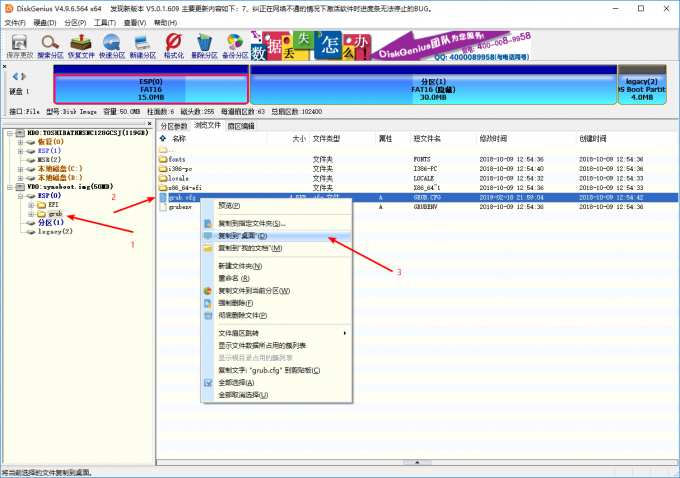 DiskGenius V4.9.6.564 x64 发现新版本 V5.0.1.609 主要更新内容如下：7、纠正在网络不通的情况下激活软件时进度条无法停止的BUG。
文件(F) 硬盘(D) 分区(P) 工具(T) 查看(V) 帮助(H)
保存更改 搜索分区 恢复文件 快速分区 新建分区 格式化 删除分区 备份分区
数据丢失怎么办
DiskGenius团队为您服务!
QQ: 4000089958(与电话同号)
硬盘 1
ESP(0)
FAT16
15.0MB
分区(1)
FAT16 (隐藏)
30.0MB
legacy(2)
OS Boot Partit
4.0MB
接口:File 型号:Disk Image 容量:50.0MB 柱面数:6 磁头数:255 每道扇区数:63 总扇区数:102400
HD0:TOSHIBATHNSNC128GCSJ(119GB)
恢复(0)
ESP(1)
MSR(2)
本地磁盘(C:)
本地磁盘(D:)
VD0:xynoboot.img(50MB)
ESP(0)
EFI
grub
分区(1)
legacy(2)
1
2
3
分区参数 浏览文件 扇区编辑
名称 大小 文件类型 属性 短文件名 修改时间 创建时间
..
fonts 文件夹 FONTS 2018-10-09 12:54:36 2018-10-09 12:54:36
i386-pc 文件夹 I386-PC 2018-10-09 12:54:40 2018-10-09 12:54:36
locale 文件夹 LOCALE 2018-10-09 12:54:32 2018-10-09 12:54:32
x86_64-efi 文件夹 X86_64~1 2018-10-09 12:54:36 2018-10-09 12:54:33
grub.cfg A GRUB.CFG 2019-02-18 21:59:04 2018-10-09 12:54:42
grubenv A GRUBENV 2018-10-09 12:54:36 2018-10-09 12:54:36
预览(P)
复制到指定文件夹(S)...
复制到"桌面"(D)
复制到"我的文档"(M)
新建文件夹(N)
重命名 (R)
复制文件到当前分区(W)
强制删除(F)
彻底删除文件(P)
文件扇区跳转
显示文件数据所占用的簇列表
显示根目录占用的簇列表
复制文字: "grub.cfg" 到剪贴板(C)
全部选择(A)
全部取消选择(U)
将当前选择的文件复制到桌面。